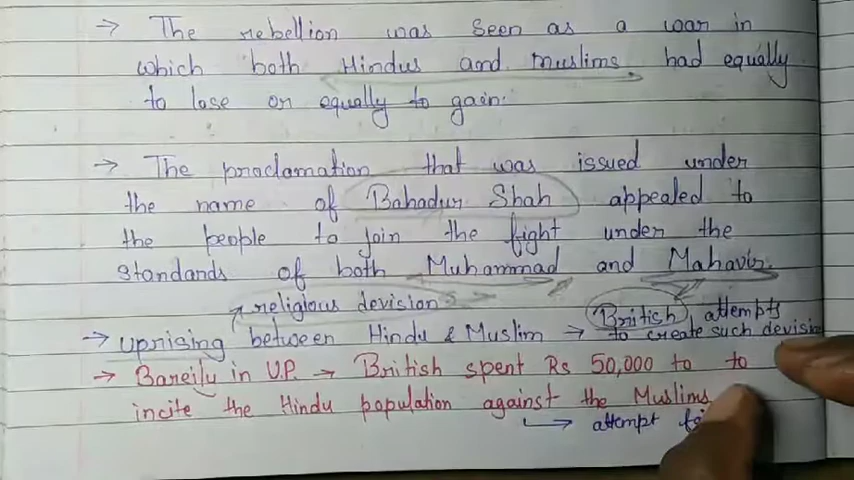 → The rebellion was seen as a war in
which both Hindus and muslims had equally
to lose or equally to gain.
→ The proclamation that was issued under
the name of Bahadur Shah appealed to
the people to join the fight under the
standards of both Muhammad and Mahavir.
religious devision
→ uprising between Hindu & Muslim → British attempts
to create such devision
→ Bareily in U.P. → British spent Rs 50,000 to to
incite the Hindu population against the Muslims
→ attempt